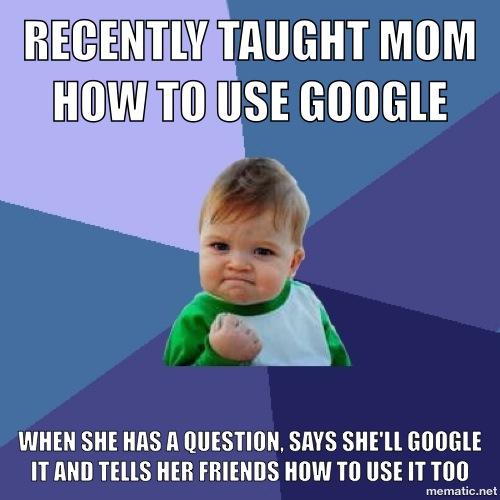 RECENTLY TAUGHT MOM
HOW TO USE GOOGLE
WHEN SHE HAS A QUESTION, SAYS SHE'LL GOOGLE
IT AND TELLS HER FRIENDS HOW TO USE IT TOO
mematic.net